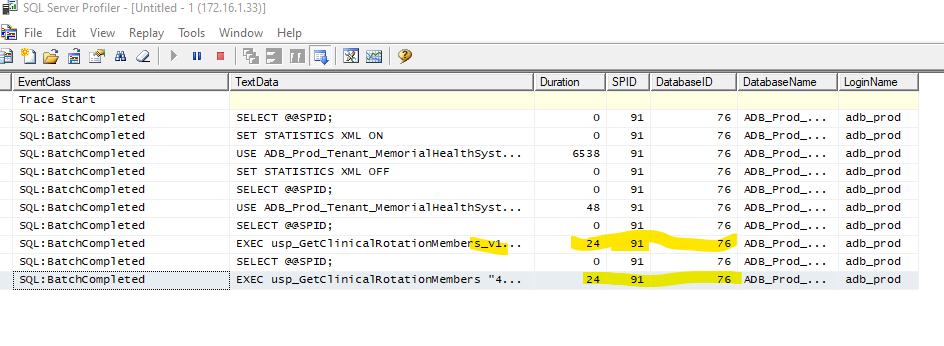 SQL Server Profiler - [Untitled - 1 (172.16.1.33)]
File Edit View Replay Tools Window Help
EventClass TextData Duration SPID DatabaseID DatabaseName LoginName
Trace Start
SQL:BatchCompleted SELECT @@SPID; 0 91 76 ADB_Prod_... adb_prod
SQL:BatchCompleted SET STATISTICS XML ON 0 91 76 ADB_Prod_... adb_prod
SQL:BatchCompleted USE ADB_Prod_Tenant_MemorialHealthSyst... 6538 91 76 ADB_Prod_... adb_prod
SQL:BatchCompleted SET STATISTICS XML OFF 0 91 76 ADB_Prod_... adb_prod
SQL:BatchCompleted SELECT @@SPID; 0 91 76 ADB_Prod_... adb_prod
SQL:BatchCompleted USE ADB_Prod_Tenant_MemorialHealthSyst... 48 91 76 ADB_Prod_... adb_prod
SQL:BatchCompleted SELECT @@SPID; 0 91 76 ADB_Prod_... adb_prod
SQL:BatchCompleted EXEC usp_GetClinicalRotationMembers_v1... 24 91 76 ADB_Prod_... adb_prod
SQL:BatchCompleted SELECT @@SPID; 0 91 76 ADB_Prod_... adb_prod
SQL:BatchCompleted EXEC usp_GetClinicalRotationMembers "4... 24 91 76 ADB_Prod_... adb_prod